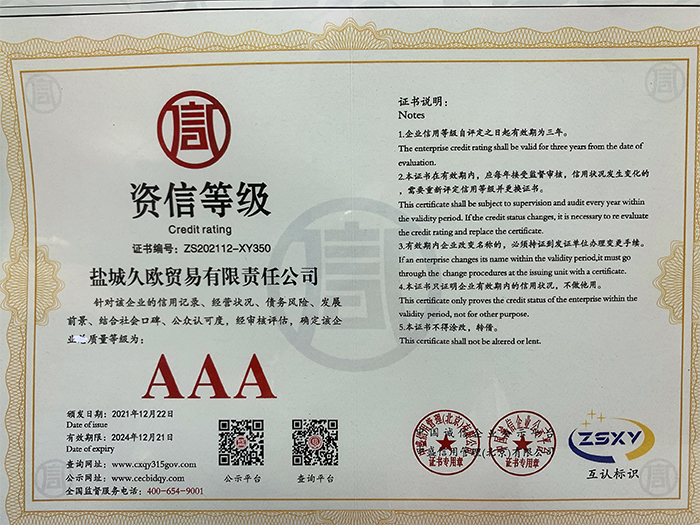 信
资信等级
Credit rating
证书编号：ZS202112-XY350
盐城久欧贸易有限责任公司
针对该企业的信用记录、经营状况、债务风险、发展
前景、结合社会口碑、公众认可度，经审核评估，确定该企
业 质量等级为：
AAA
颁发日期：2021年12月22日
Date of issue
有效期限：2024年12月21日
Date of expiry
查询网址：www.cxqy315gov.com
公示网址：www.cecbidqy.com
全国监督服务电话：400-654-9001
公示平台
查询平台
证书说明：
Notes
1.企业信用等级自评定之日起有效期为三年。
The enterprise credit rating shall be valid for three years from the date of
evaluation.
2.本证书在有效期内，应每年接受监督审核，信用状况发生变化的
，需要重新评定信用等级并更换证书。
This certificate shall be subject to supervision and audit every year within
the validity period. If the credit status changes, it is necessary to re evaluate
the credit rating and replace the certificate.
3.有效期内企业改变名称的，必须持证到发证单位办理变更手续。
If an enterprise changes its name within the validity period,it must go
through the change procedures at the issuing unit with a certificate.
4.本证书只证明企业有效期内的信用状况，不做他用。
This certificate only proves the credit status of the enterprise within the
validity period, not for other purpose.
5.本证书不得涂改，转借。
This certificate shall not be altered or lent.
证书专用章
证书专用章
ZSXY
互认标识